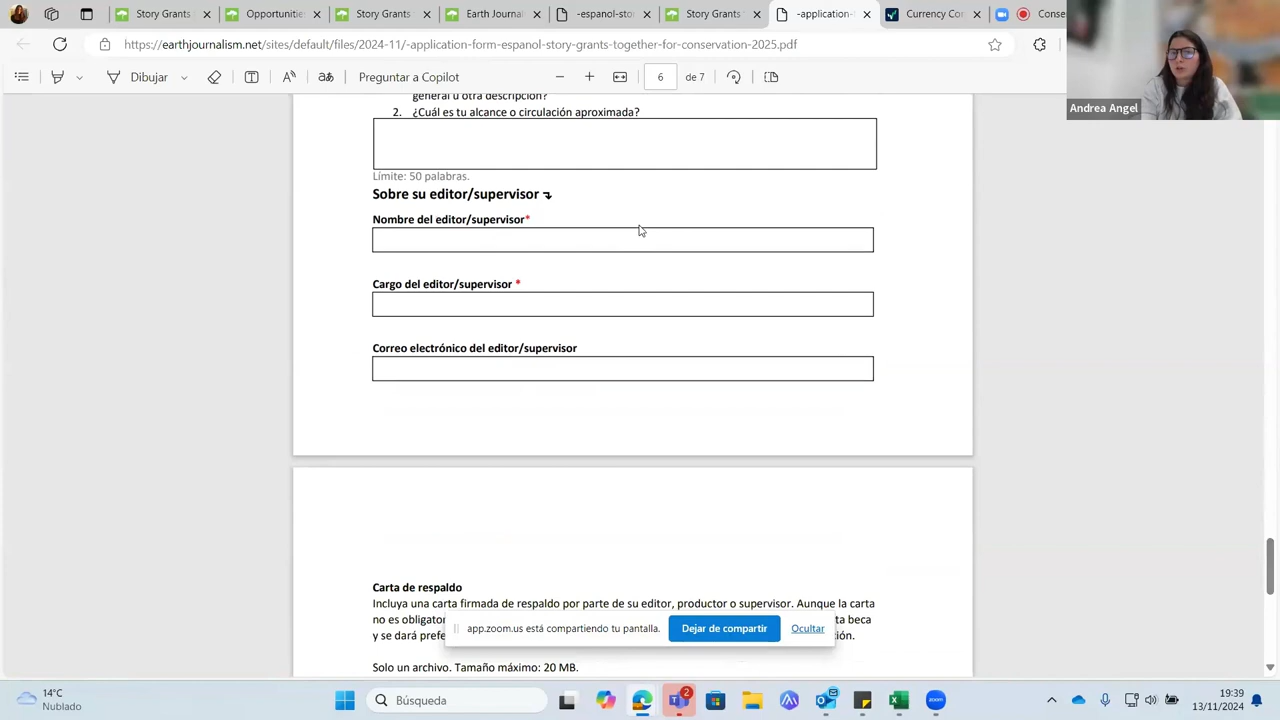 Story Grants
Opportunitie
Story Grants
Earth Journal
-espanol-sto
Story Grants
-application-
Currency Co
Conse
https://earthjournalism.net/sites/default/files/2024-11/-application-form-espanol-story-grants-together-for-conservation-2025.pdf
Dibujar
Preguntar a Copilot
6
de 7
Andrea Angel
general u otra descripción?
2. ¿Cuál es tu alcance o circulación aproximada?
Límite: 50 palabras.
Sobre su editor/supervisor
Nombre del editor/supervisor*
Cargo del editor/supervisor *
Correo electrónico del editor/supervisor
Carta de respaldo
Incluya una carta firmada de respaldo por parte de su editor, productor o supervisor. Aunque la carta
no es obligator ta beca
y se dará prefe ión.
app.zoom.us está compartiendo tu pantalla.
Dejar de compartir
Ocultar
Solo un archivo. Tamaño máximo: 20 MB.
14°C
Nublado
Búsqueda
2
zoom
19:39
13/11/2024